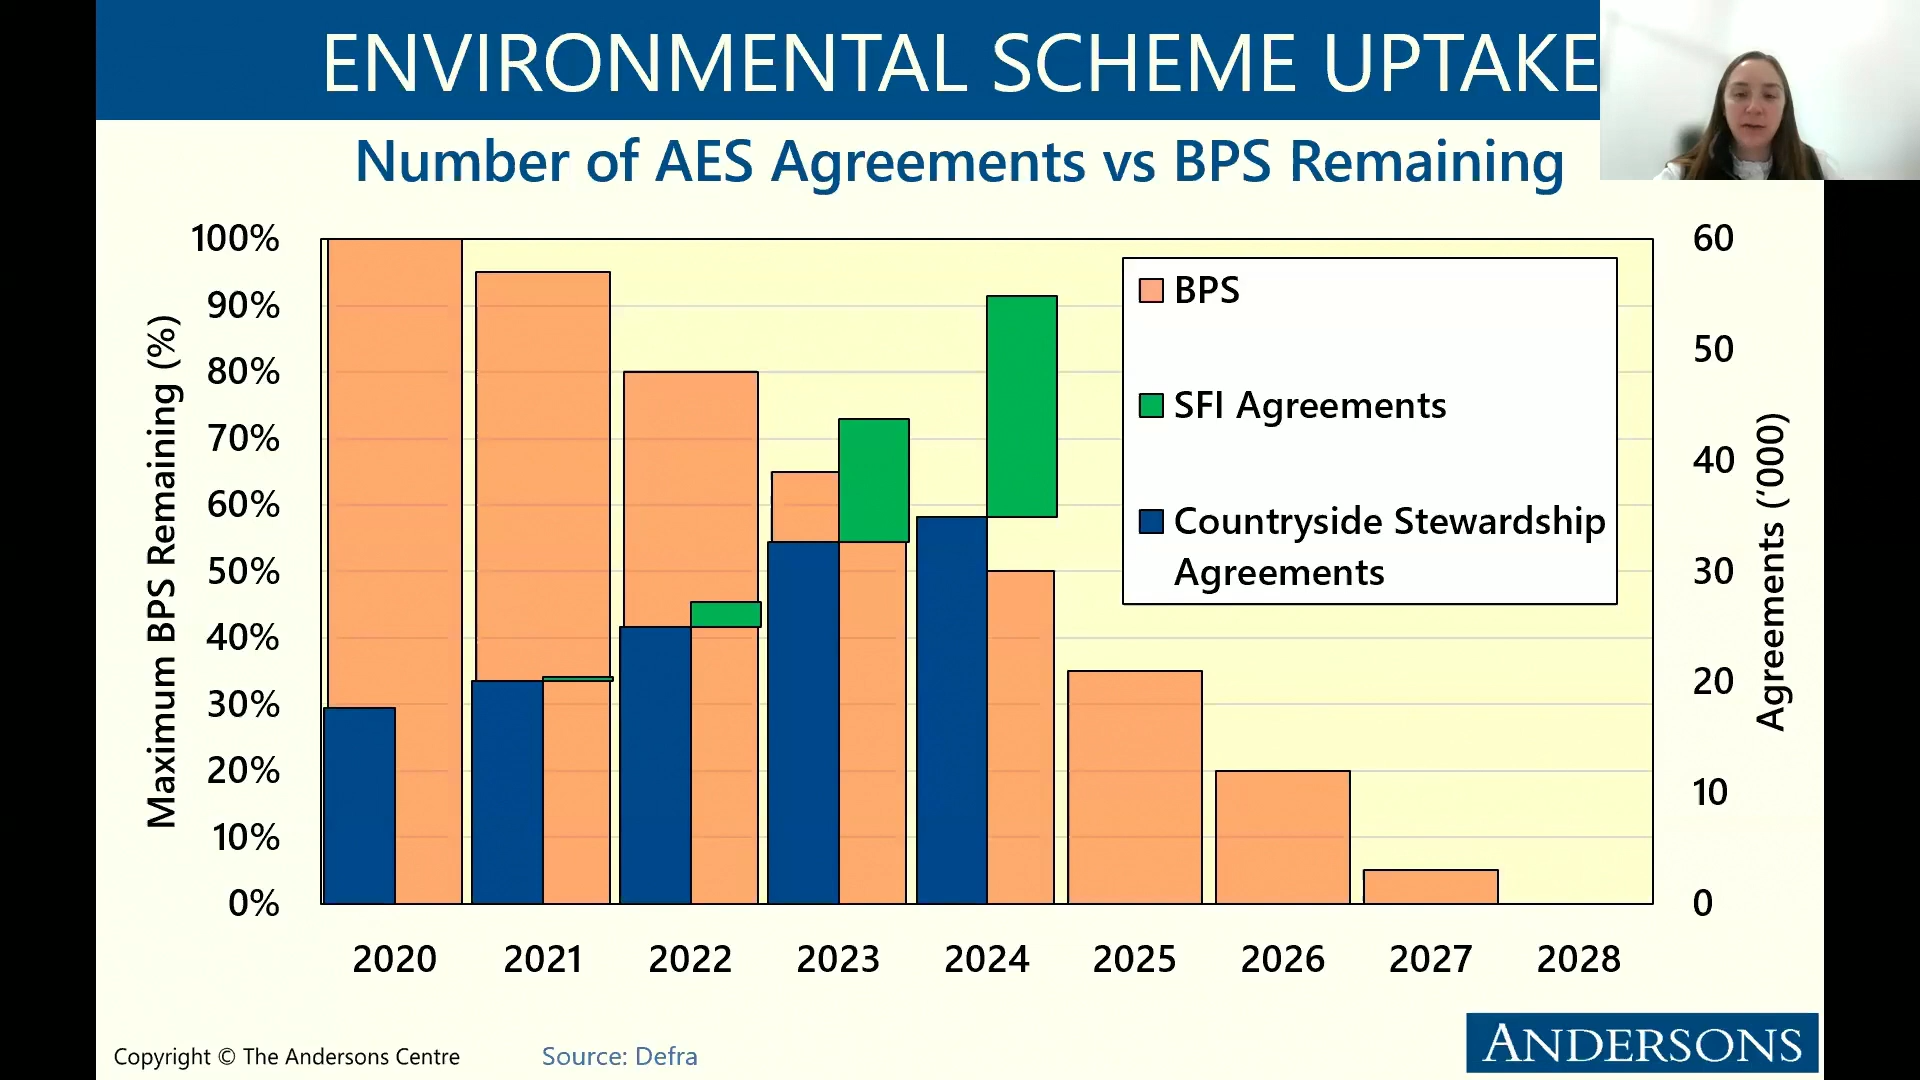 ENVIRONMENTAL SCHEME UPTAKE
Number of AES Agreements vs BPS Remaining
Maximum BPS Remaining (%)
100%
90%
80%
70%
60%
50%
40%
30%
20%
10%
0%
BPS
SFI Agreements
Countryside Stewardship
Agreements
60
50
40
30
20
10
0
Agreements (‘000)
2020 2021 2022 2023 2024 2025 2026 2027 2028
Copyright © The Andersons Centre
Source: Defra
ANDERSONS